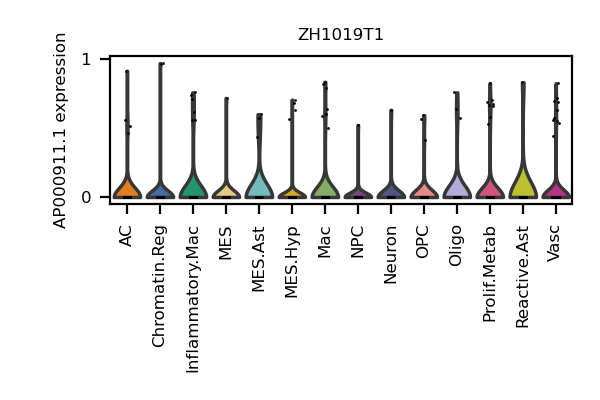 ZH1019T1
AP000911.1 expression
1
0
AC
Chromatin.Reg
Inflammatory.Mac
MES
MES.Ast
MES.Hyp
Mac
NPC
Neuron
OPC
Oligo
Prolif.Metab
Reactive.Ast
Vasc